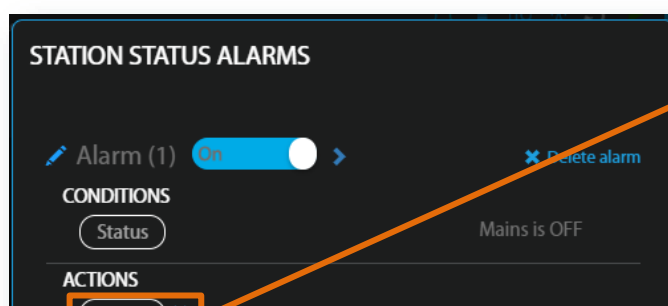 STATION STATUS ALARMS
Alarm (1) On Delete alarm
CONDITIONS
Status Mains is OFF
ACTIONS